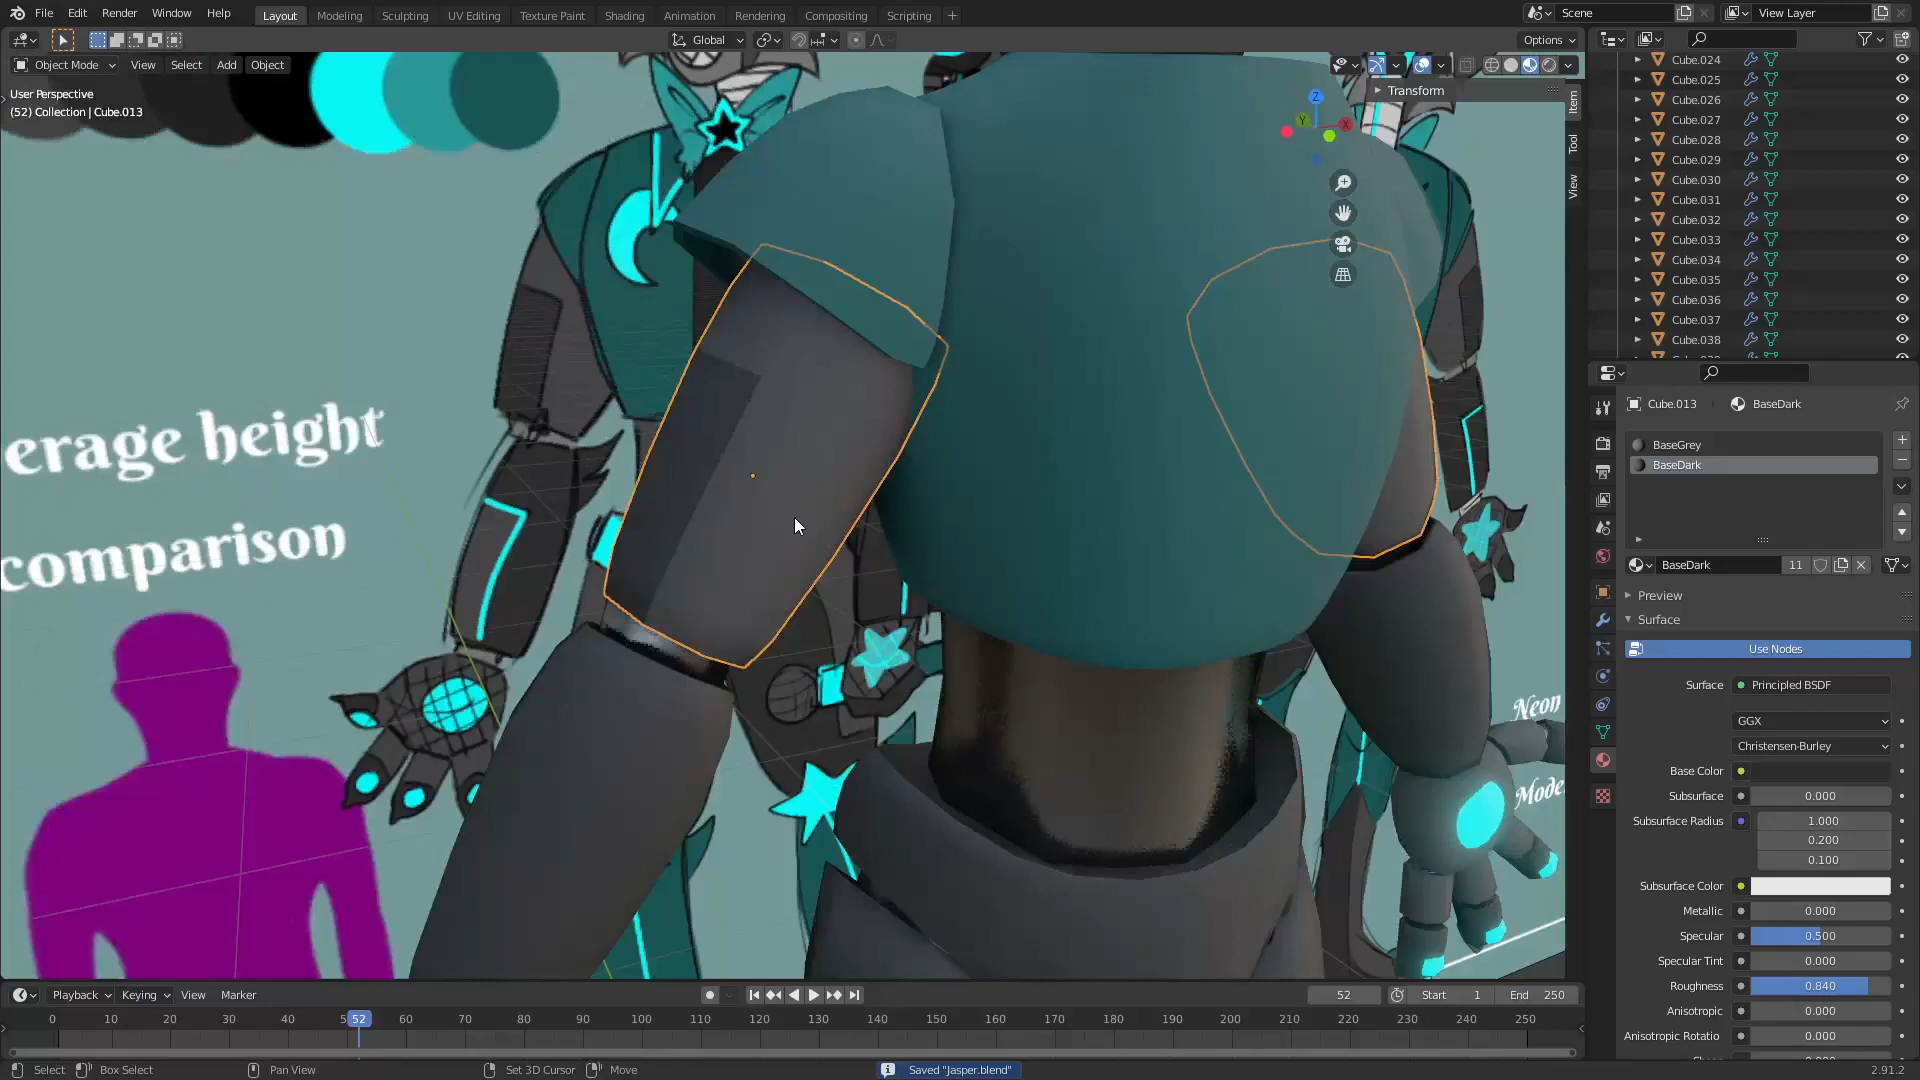 File Edit Render Window Help Layout Modeling Sculpting UV Editing Texture Paint Shading Animation Rendering Compositing Scripting + Scene View Layer
Global Options
Object Mode View Select Add Object
User Perspective
(52) Collection | Cube.013
Transform
Item
Tool
View
Z
Y
X
Cube.024
Cube.025
Cube.026
Cube.027
Cube.028
Cube.029
Cube.030
Cube.031
Cube.032
Cube.033
Cube.034
Cube.035
Cube.036
Cube.037
Cube.038
erage height
comparison
Neon
Mode
Cube.013 BaseDark
BaseGrey
BaseDark
BaseDark 11
Preview
Surface
Use Nodes
Surface Principled BSDF
GGX
Christensen-Burley
Base Color
Subsurface 0.000
Subsurface Radius 1.000
0.200
0.100
Subsurface Color
Metallic 0.000
Specular 0.500
Specular Tint 0.000
Roughness 0.840
Anisotropic 0.000
Anisotropic Rotatio 0.000
Playback Keying View Marker 52 Start 1 End 250
0 10 20 30 40 5 52 60 70 80 90 100 110 120 130 140 150 160 170 180 190 200 210 220 230 240 250
Select Box Select Pan View Set 3D Cursor Move Saved "Jasper.blend" 2.91.2